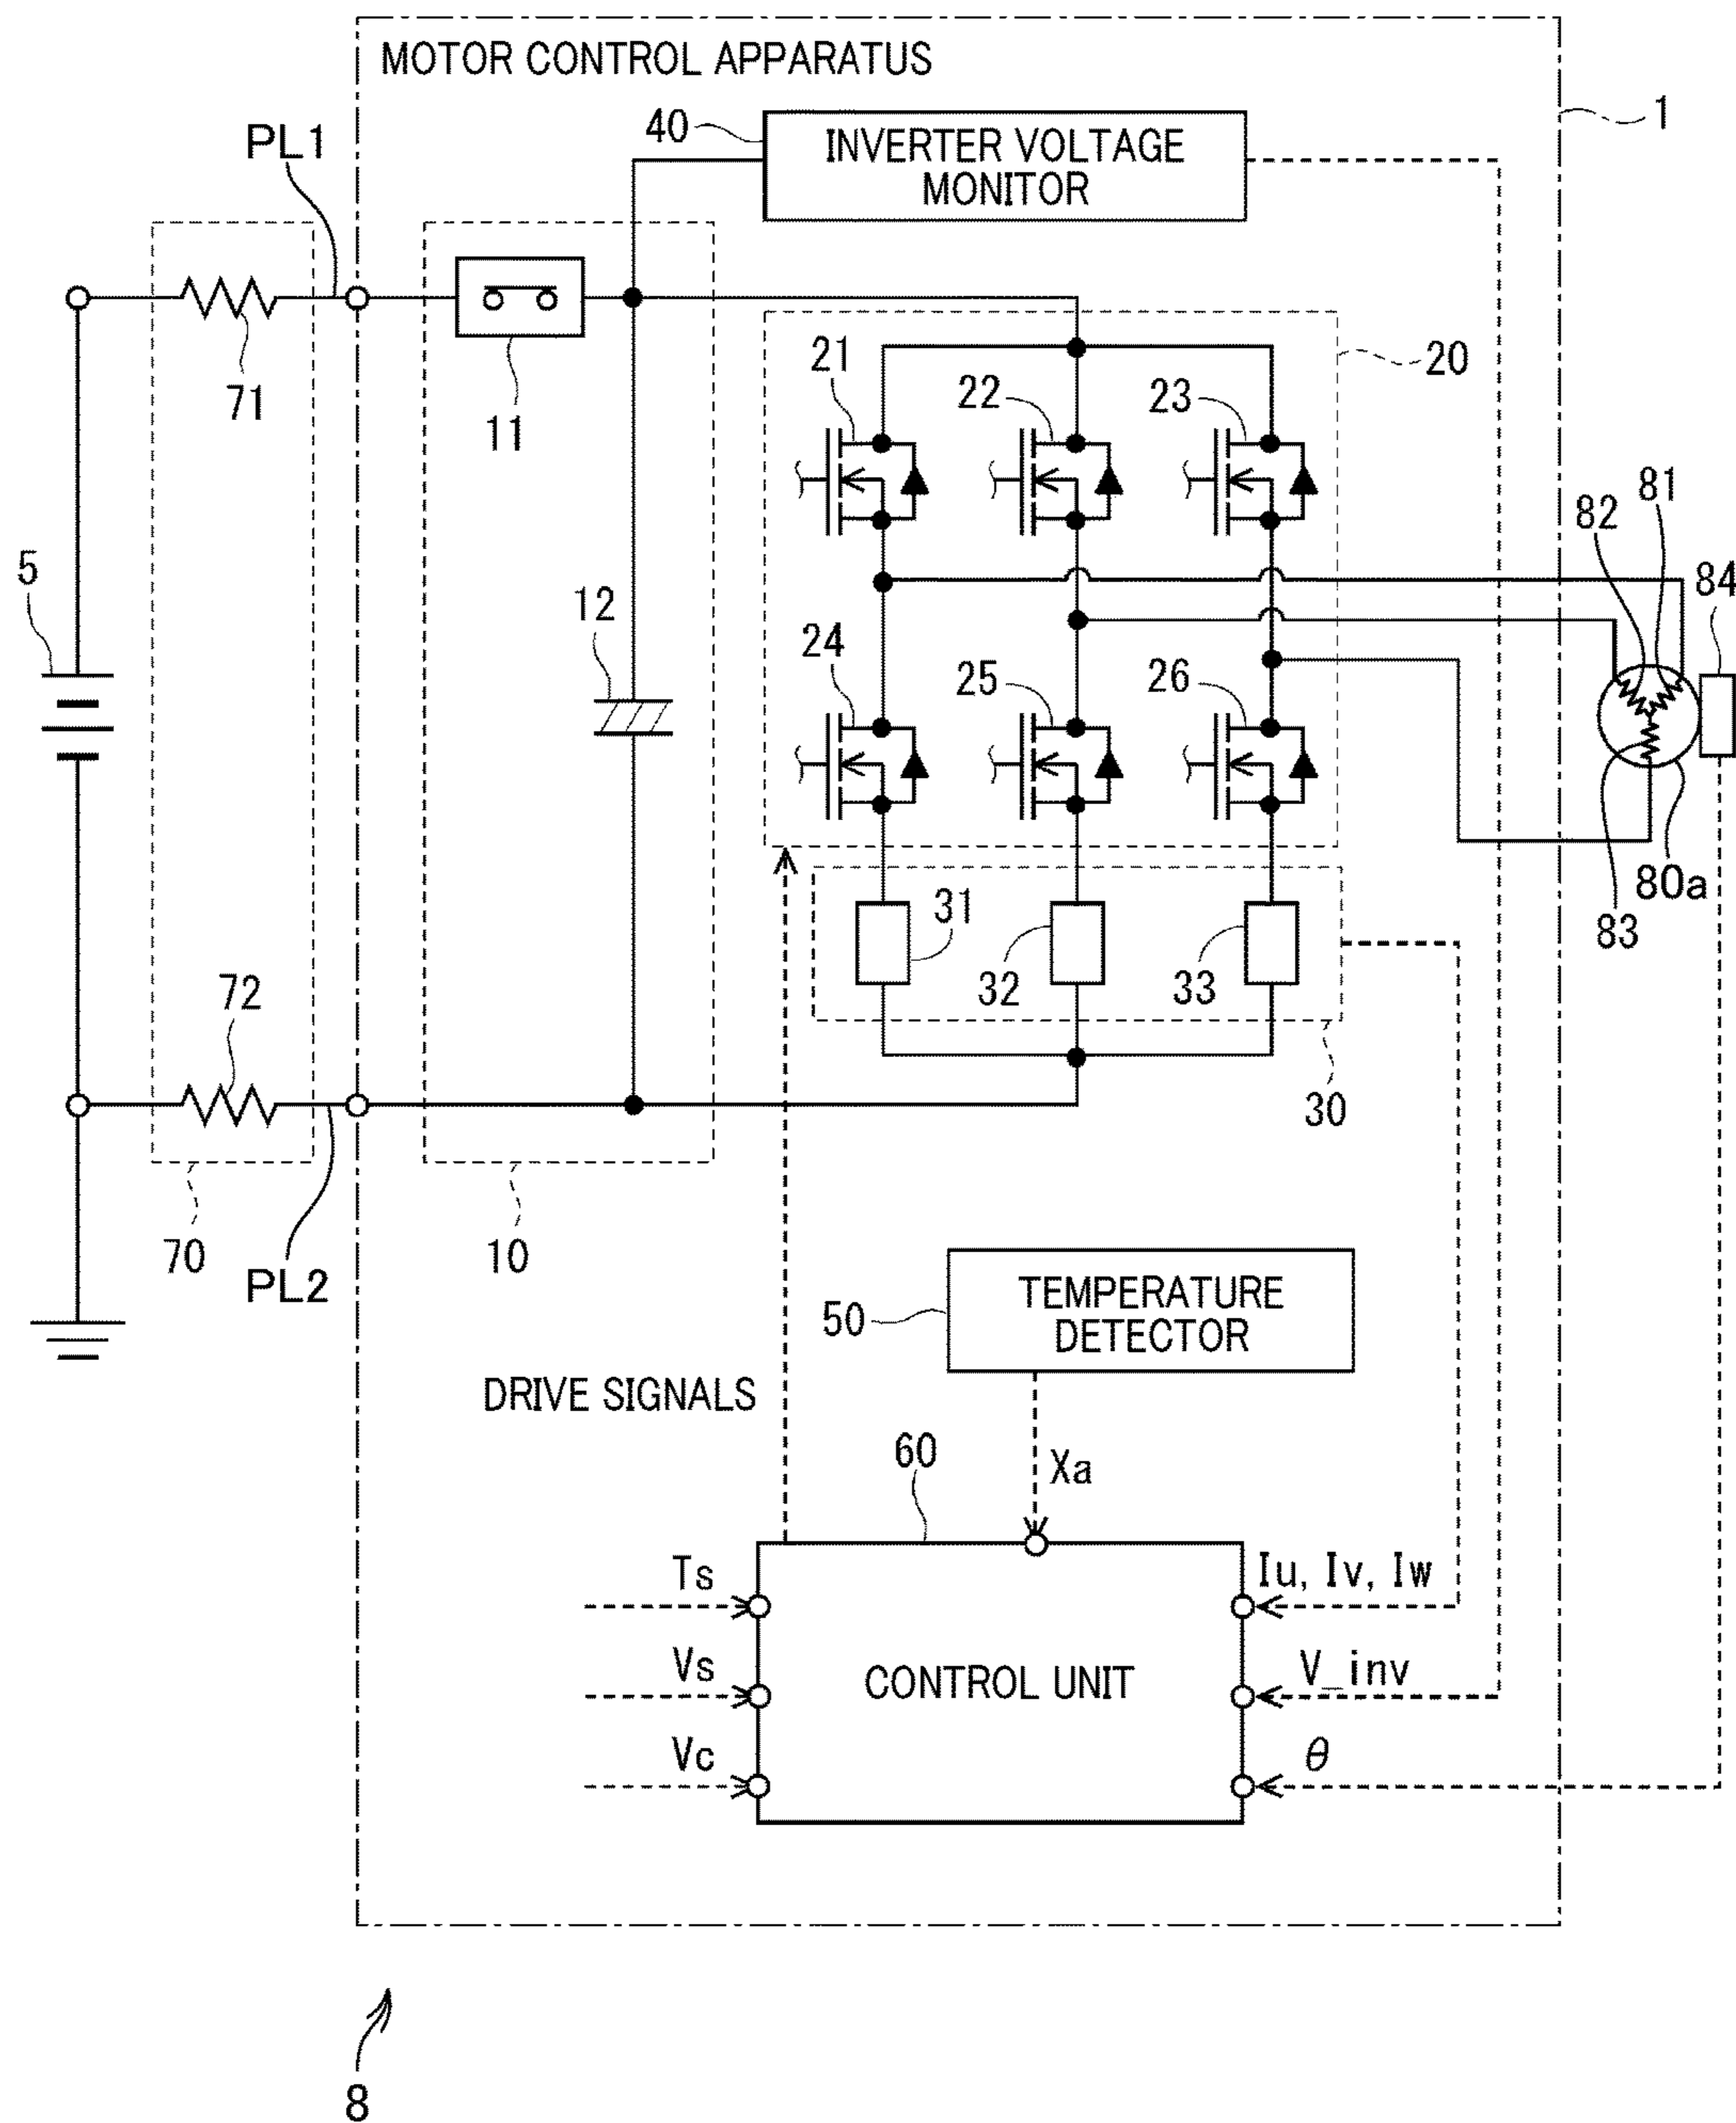 MOTOR CONTROL APPARATUS
1
PL1
40
INVERTER VOLTAGE
MONITOR
71
11
21
22
23
20
5
12
82
81
84
24
25
26
80a
83
31
32
33
72
30
70
PL2
10
50
TEMPERATURE
DETECTOR
DRIVE SIGNALS
60
Xa
Ts
Iu, Iv, Iw
Vs
CONTROL UNIT
V_inv
Vc
θ
8